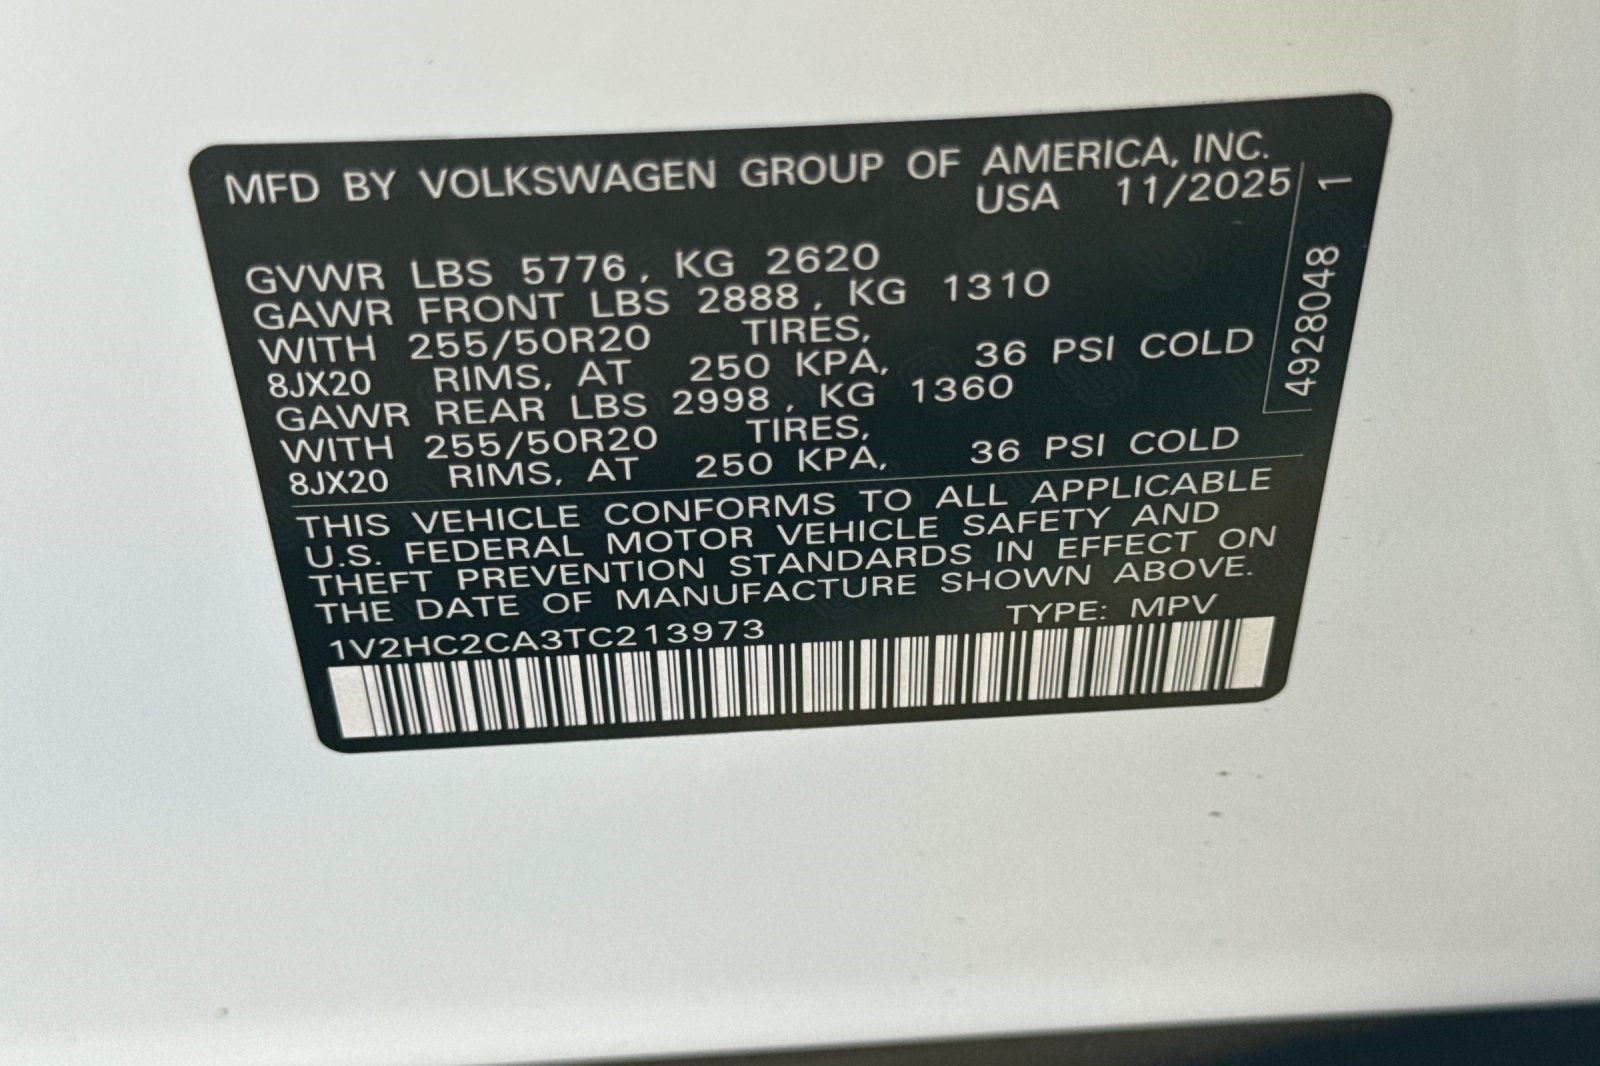 MFD BY VOLKSWAGEN GROUP OF AMERICA, INC.
USA 11/2025
GVWR LBS 5776, KG 2620
GAWR FRONT LBS 2888, KG 1310
WITH 255/50R20 TIRES,
8JX20 RIMS, AT 250 KPA, 36 PSI COLD
GAWR REAR LBS 2998, KG 1360
WITH 255/50R20 TIRES,
8JX20 RIMS, AT 250 KPA, 36 PSI COLD
THIS VEHICLE CONFORMS TO ALL APPLICABLE
U.S. FEDERAL MOTOR VEHICLE SAFETY AND
THEFT PREVENTION STANDARDS IN EFFECT ON
THE DATE OF MANUFACTURE SHOWN ABOVE.
1V2HC2CA3TC213973 TYPE: MPV
4928048 1